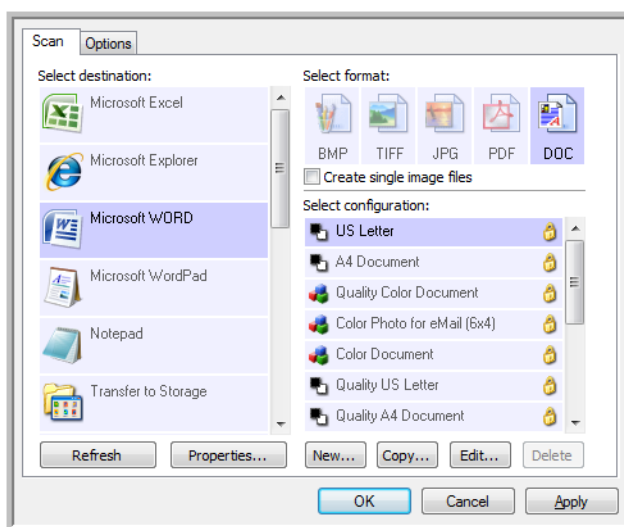 Scan
Options
Select destination:
Microsoft Excel
Microsoft Explorer
Microsoft WORD
Microsoft WordPad
Notepad
Transfer to Storage
Refresh
Properties...
Select format:
BMP TIFF JPG PDF DOC
Create single image files
Select configuration:
US Letter
A4 Document
Quality Color Document
Color Photo for eMail (6x4)
Color Document
Quality US Letter
Quality A4 Document
New... Copy... Edit... Delete
OK Cancel Apply